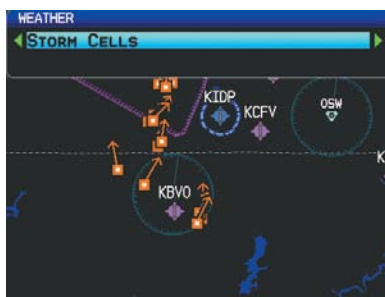 WEATHER
STORM CELLS
KIDP
KCFV
OSW
K
KBVO